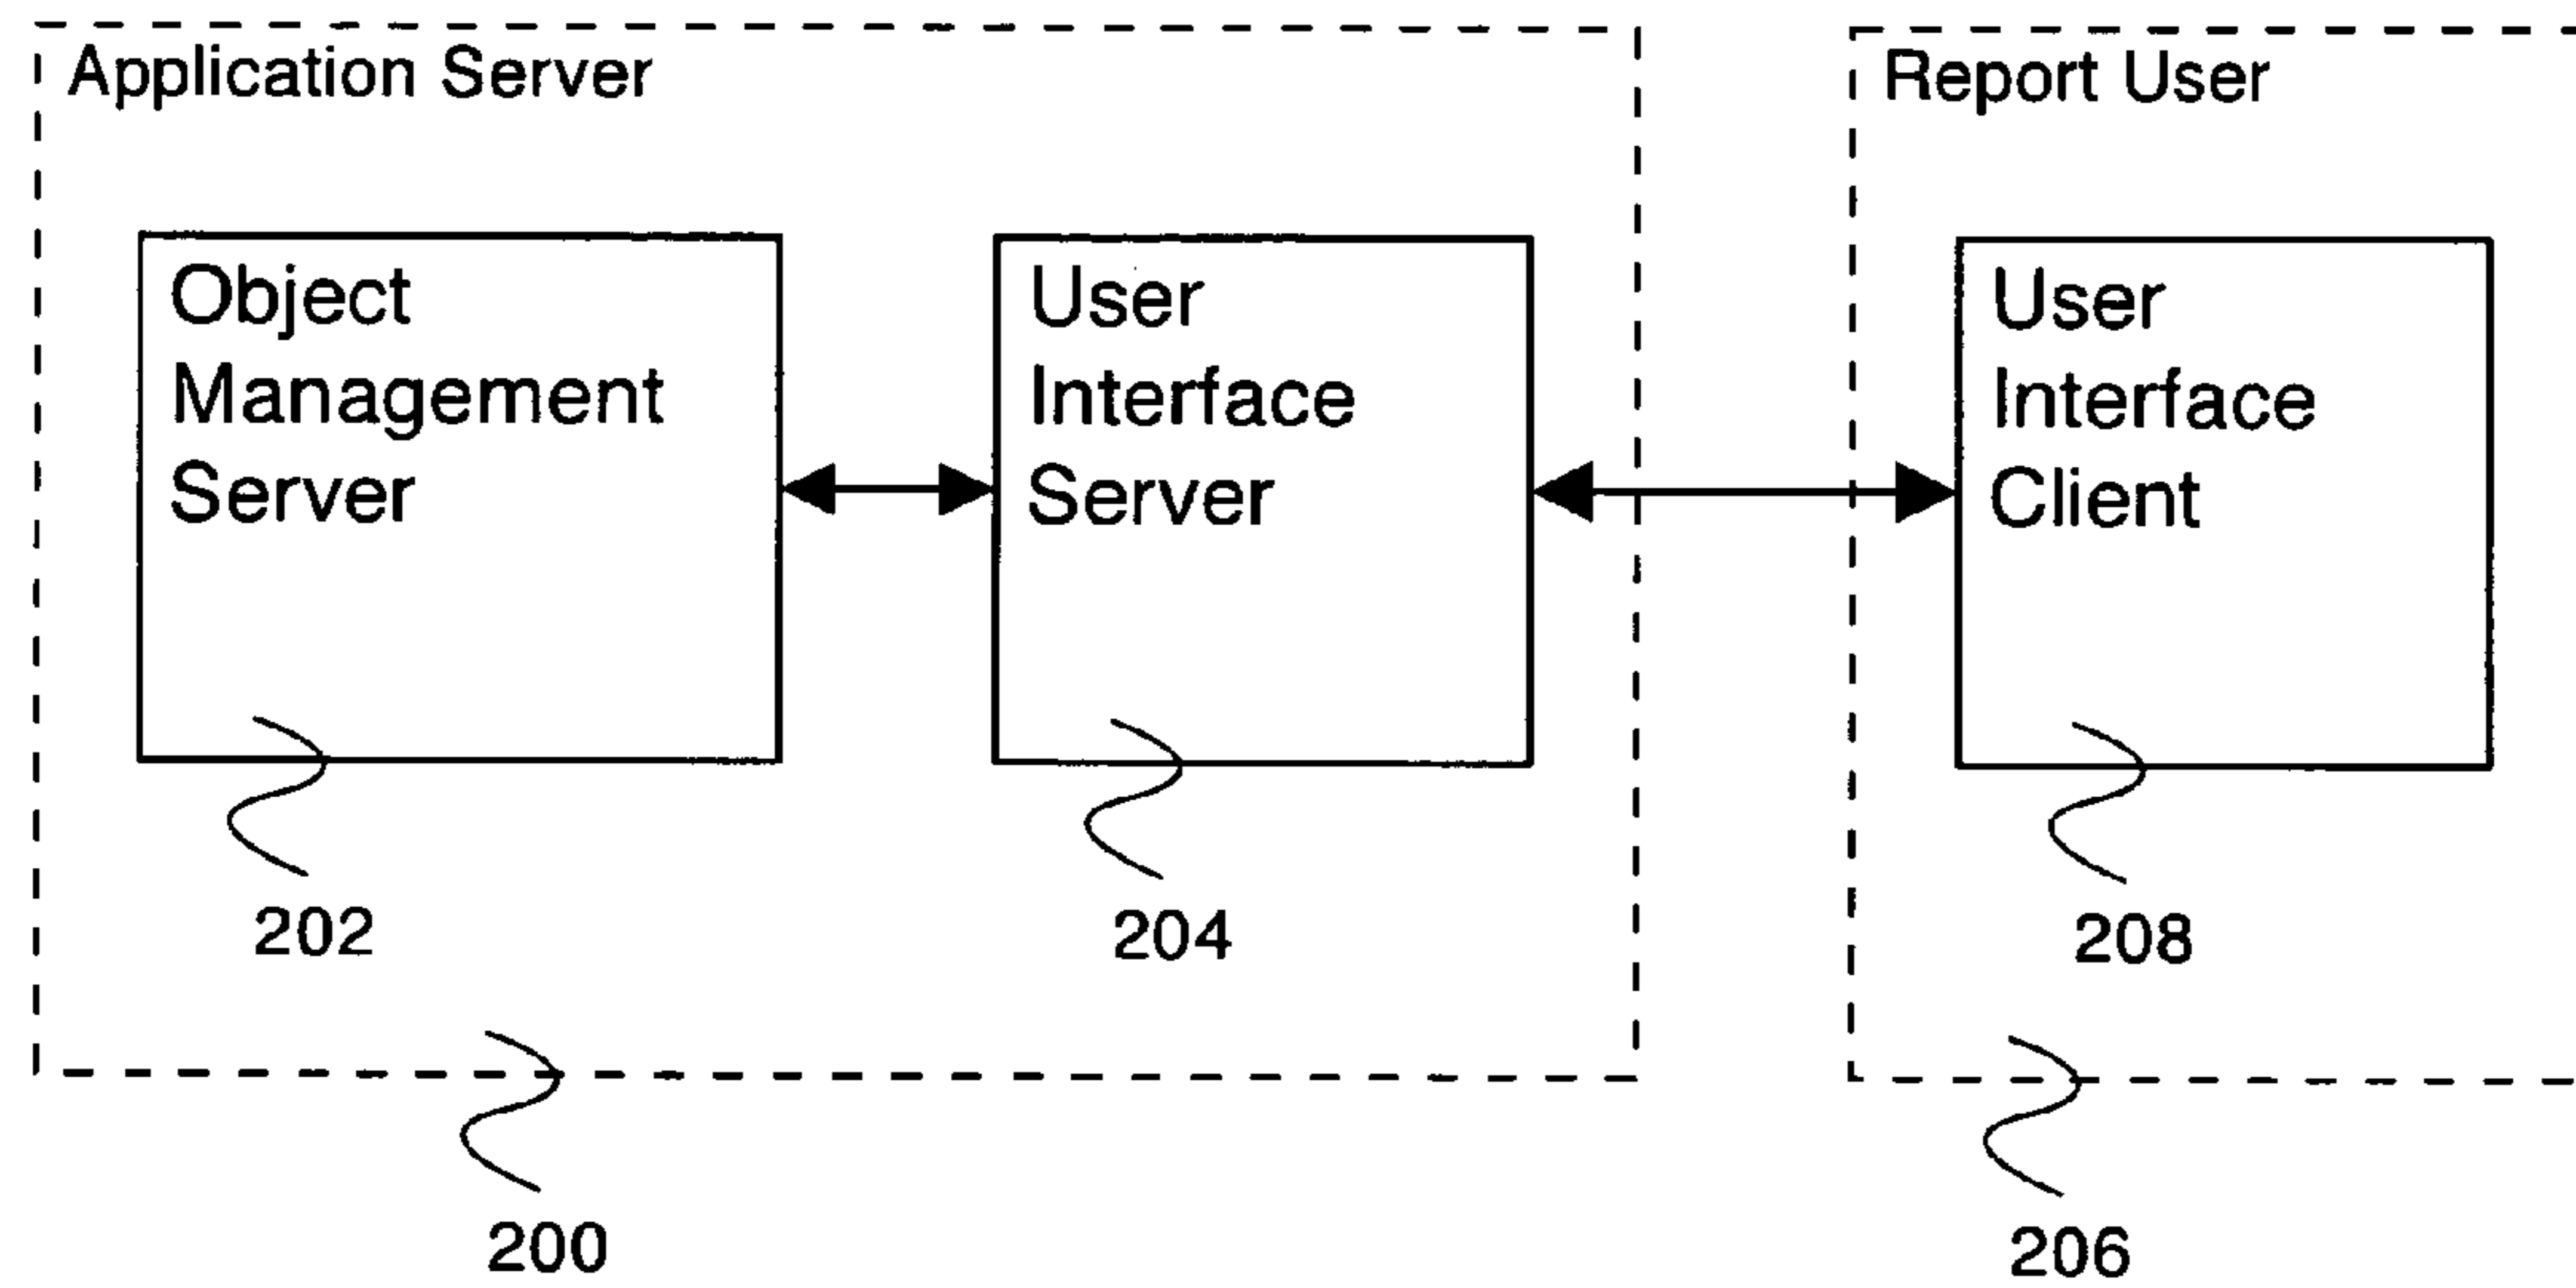 Application Server
Report User
Object
Management
Server
User
Interface
Server
User
Interface
Client
202
204
208
200
206